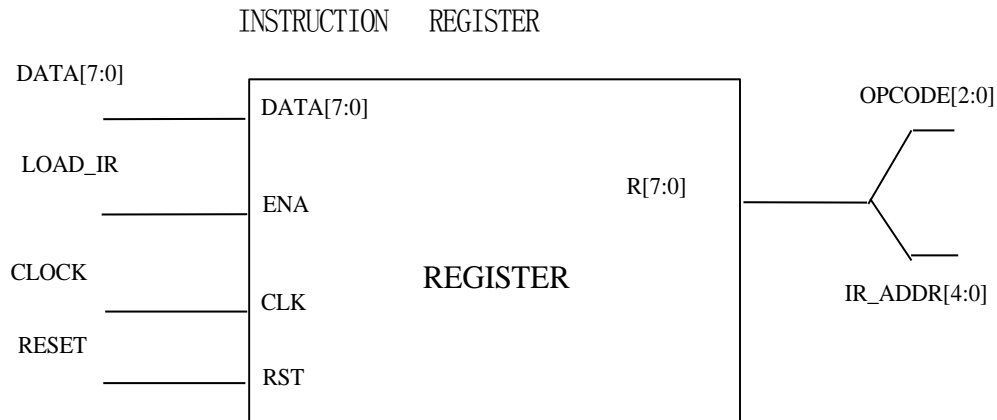 INSTRUCTION REGISTER
DATA[7:0]
DATA[7:0]
OPCODE[2:0]
LOAD_IR
R[7:0]
ENA
CLOCK
REGISTER
IR_ADDR[4:0]
CLK
RESET
RST